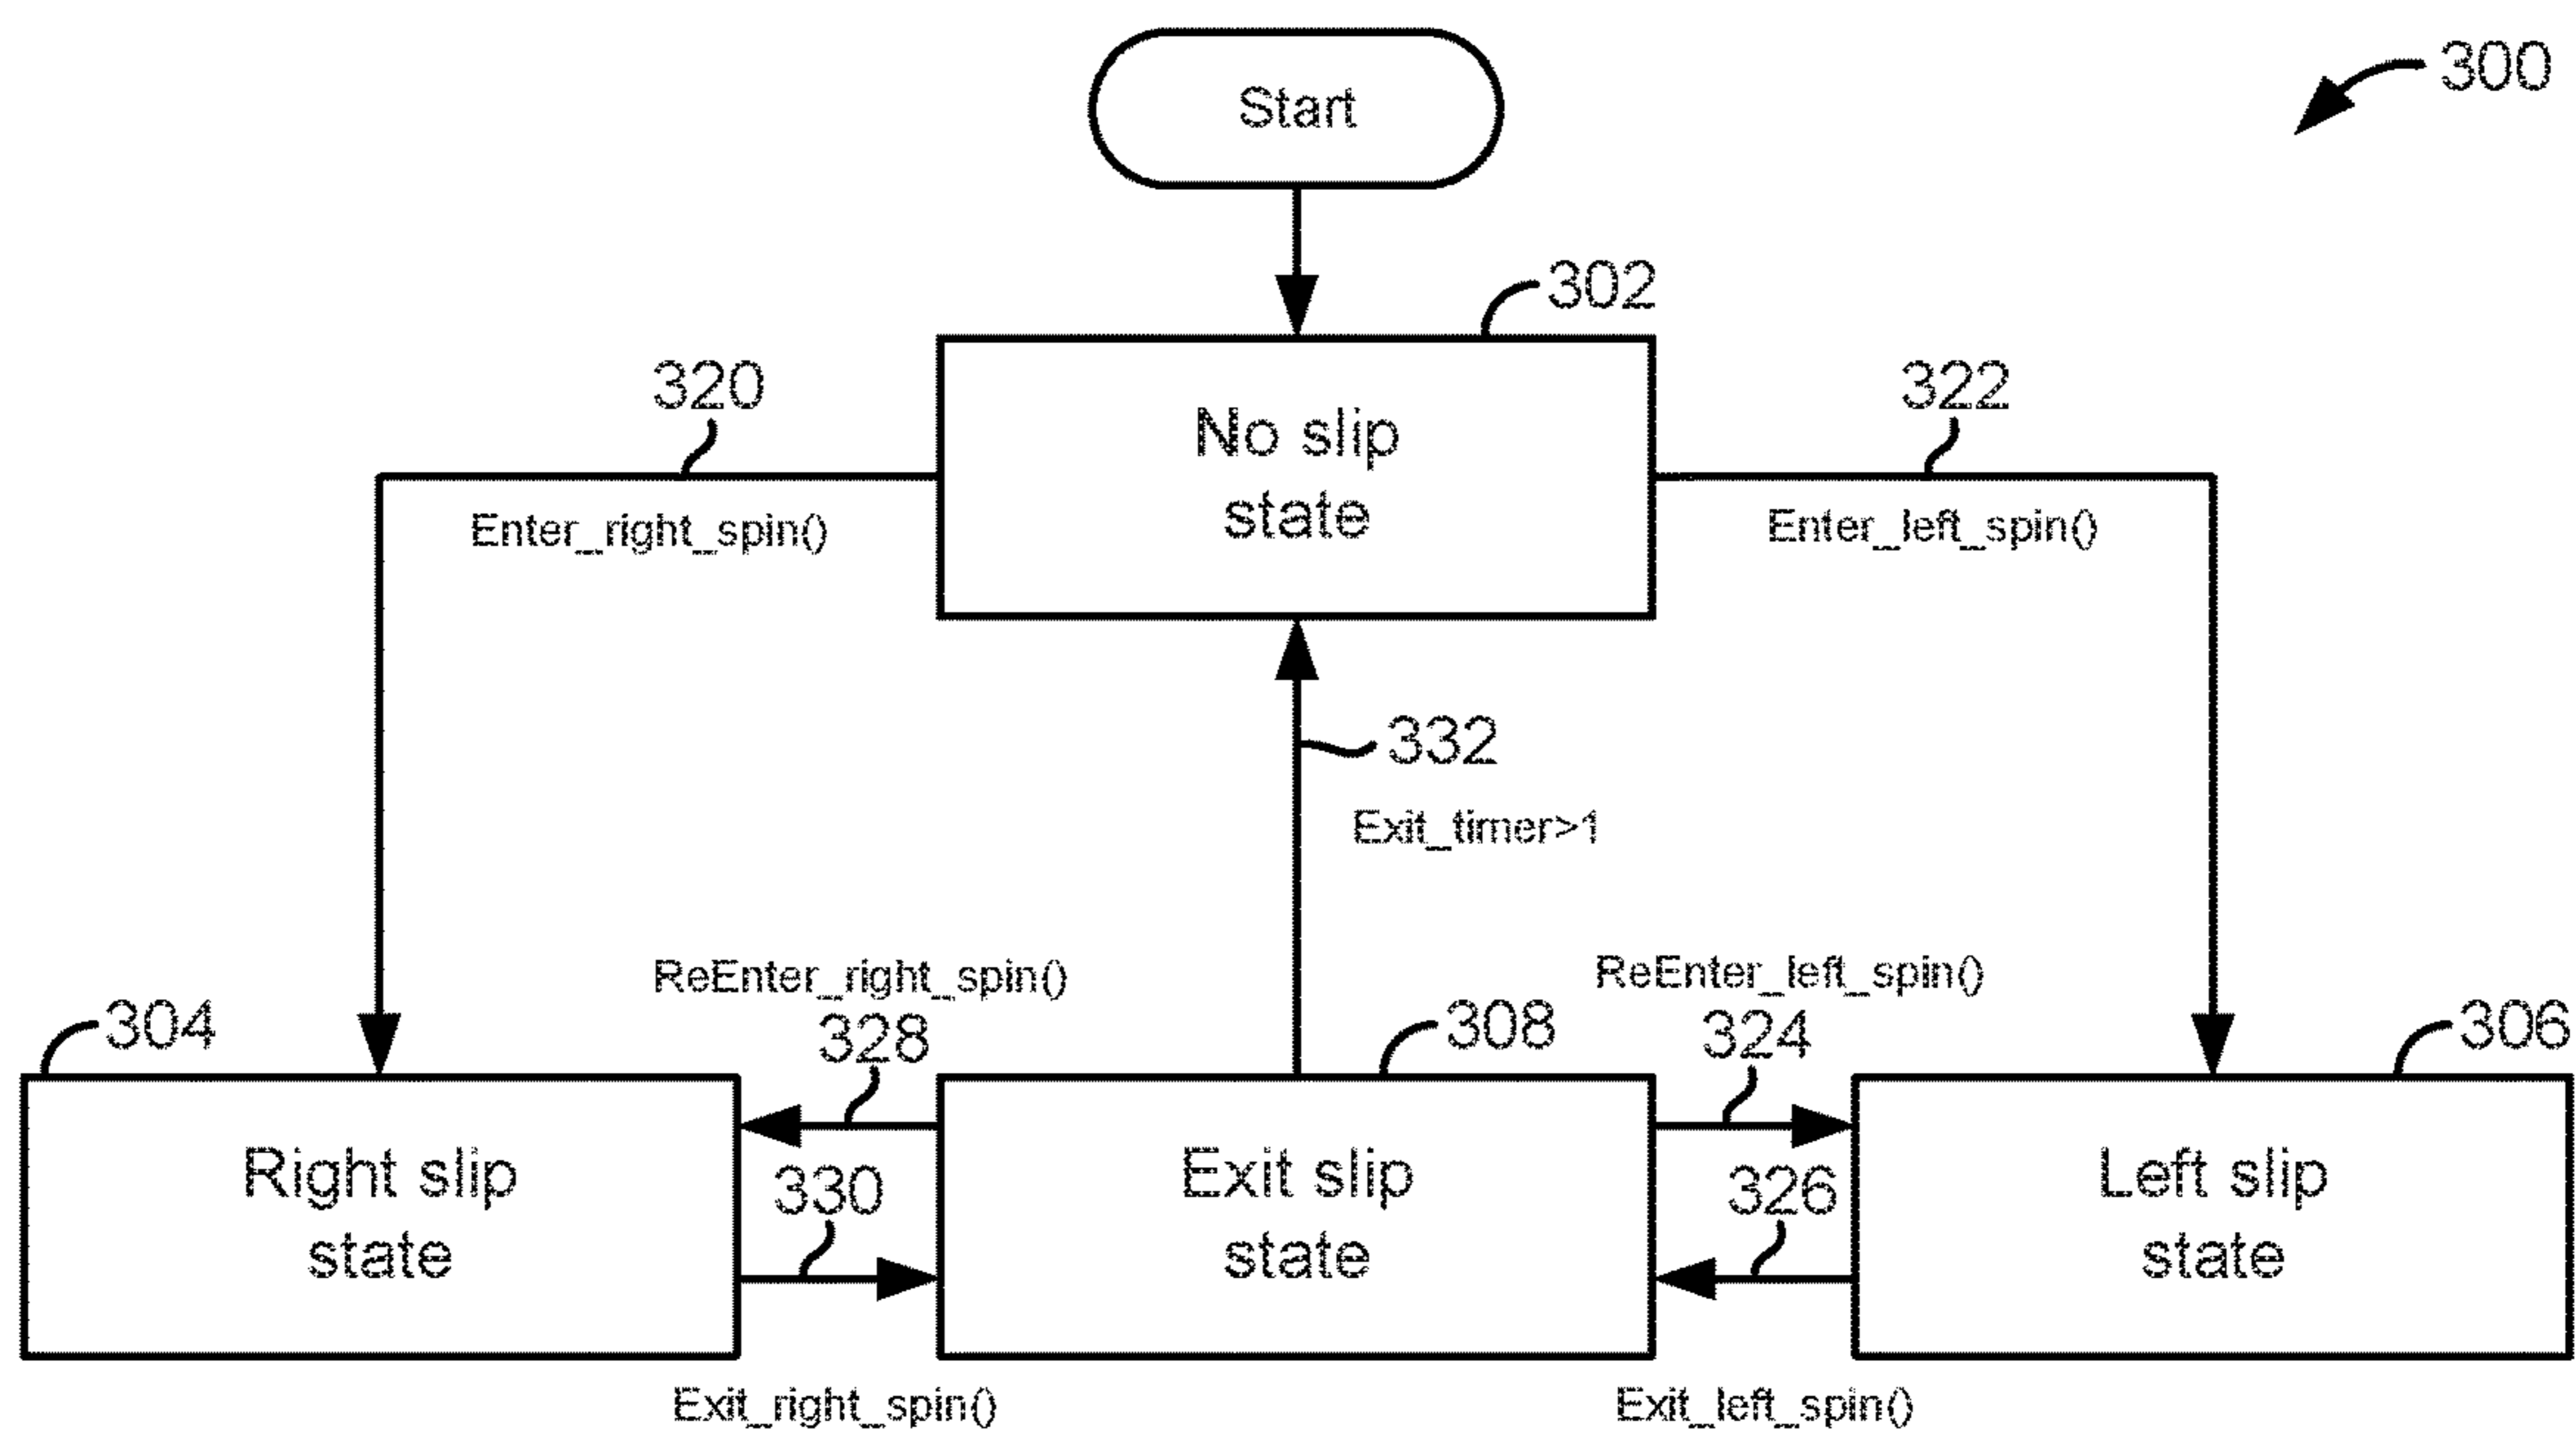 Start
300
302
320
322
No slip
state
Enter_right_spin()
Enter_left_spin()
332
Exit_timer>1
ReEnter_right_spin()
ReEnter_left_spin()
304
328
308
324
306
Right slip
state
330
Exit slip
state
326
Left slip
state
Exit_right_spin()
Exit_left_spin()